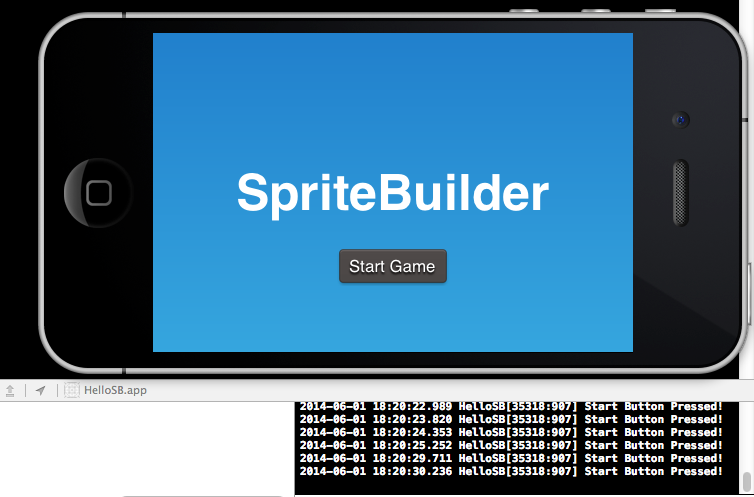 SpriteBuilder
Start Game
HelloSB.app
2014-06-01 18:20:22.989 HelloSB[35318:907] Start Button Pressed!
2014-06-01 18:20:23.820 HelloSB[35318:907] Start Button Pressed!
2014-06-01 18:20:24.353 HelloSB[35318:907] Start Button Pressed!
2014-06-01 18:20:25.252 HelloSB[35318:907] Start Button Pressed!
2014-06-01 18:20:29.711 HelloSB[35318:907] Start Button Pressed!
2014-06-01 18:20:30.236 HelloSB[35318:907] Start Button Pressed!